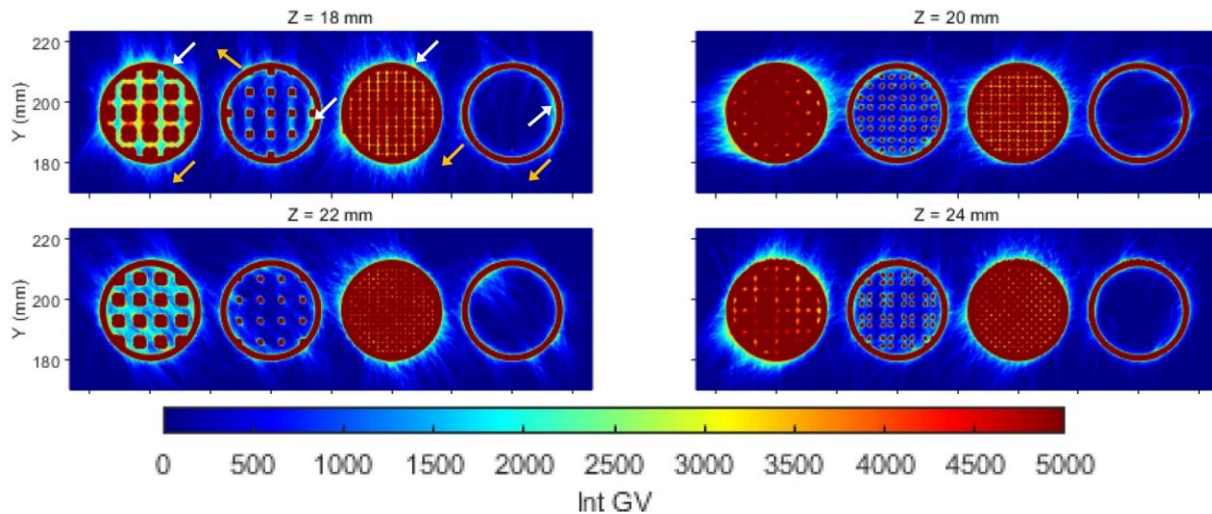 Z = 18 mm
Z = 20 mm
220
200
180
Y (mm)
Z = 22 mm
Z = 24 mm
220
200
180
Y (mm)
0 500 1000 1500 2000 2500 3000 3500 4000 4500 5000
Int GV